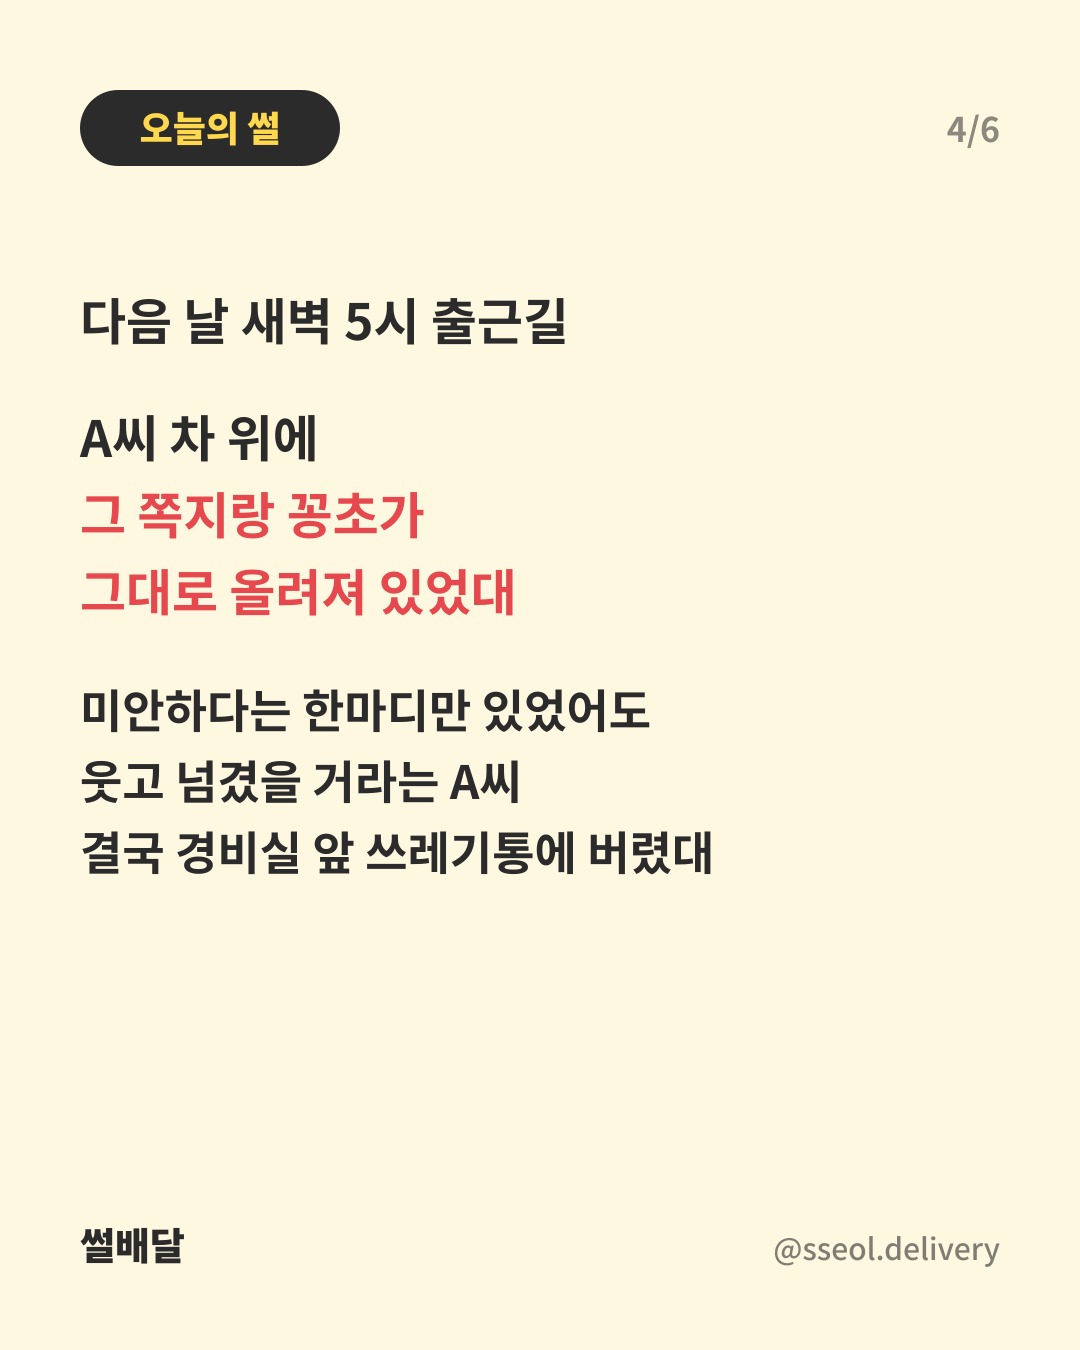 오늘의 썰
4/6
다음 날 새벽 5시 출근길
A씨 차 위에
그 쪽지랑 꽁초가
그대로 올려져 있었대
미안하다는 한마디만 있었어도
웃고 넘겼을 거라는 A씨
결국 경비실 앞 쓰레기통에 버렸대
썰배달
@sseol.delivery